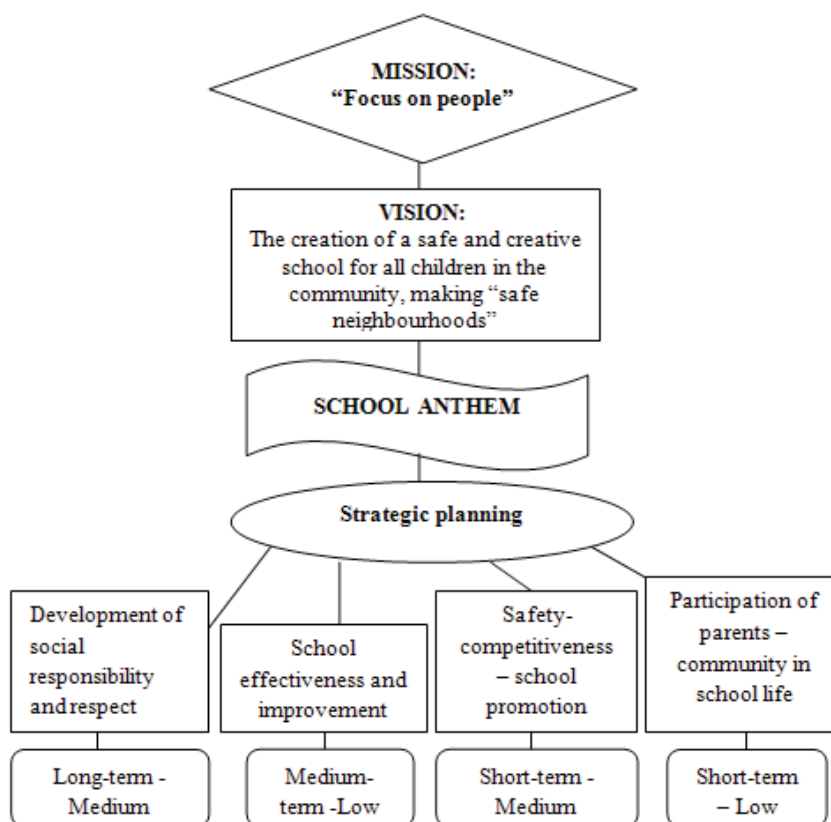 MISSION:
“Focus on people”
VISION:
The creation of a safe and creative
school for all children in the
community, making “safe
neighbourhoods”
SCHOOL ANTHEM
Strategic planning
Development of
social
responsibility
and respect
School
effectiveness and
improvement
Safety-
competitiveness
– school
promotion
Participation of
parents –
community in
school life
Long-term -
Medium
Medium-
term -Low
Short-term -
Medium
Short-term
– Low